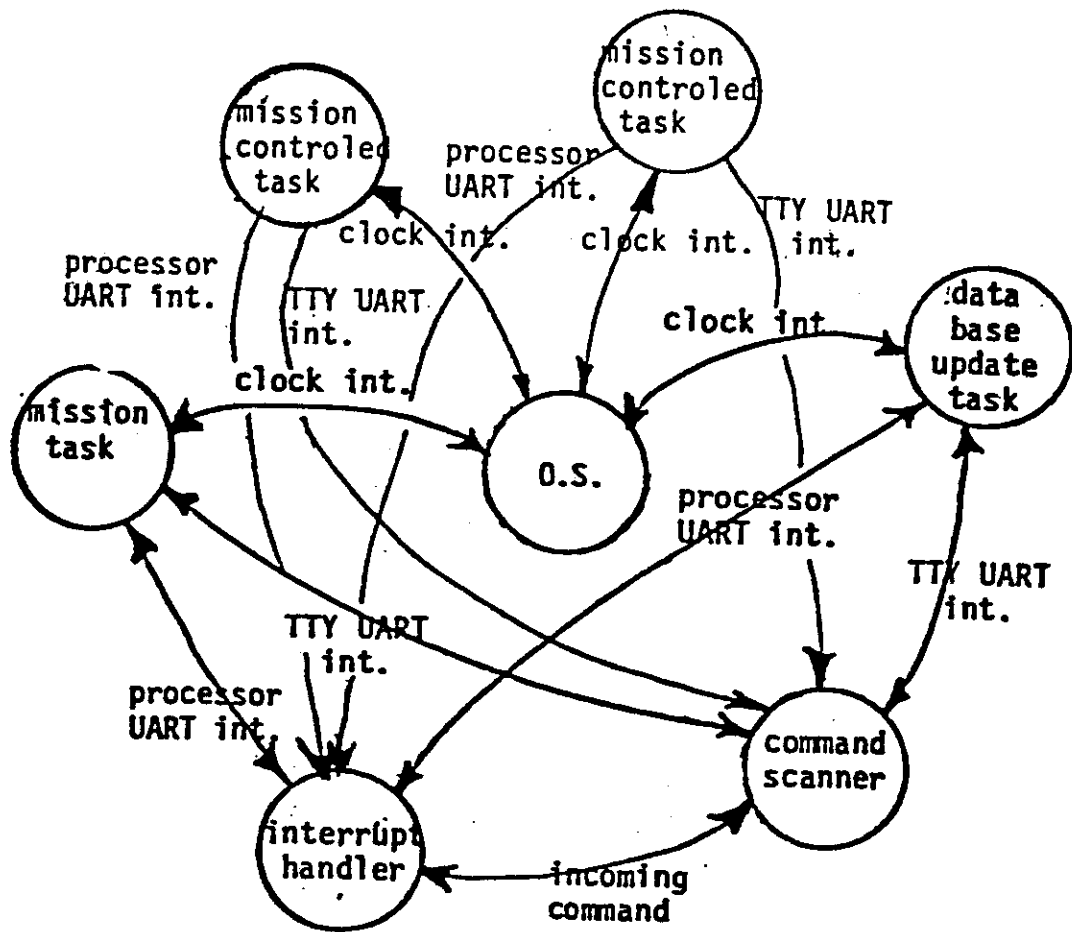 mission
controled
task
mission
controled
task
processor
UART int.
TTY UART
int.
clock int.
clock int.
processor
UART int.
TTY UART
int.
clock int.
data
base
update
task
clock int.
mission
task
O.S.
processor
UART int.
TTY UART
int.
TTY UART
int.
processor
UART int.
command
scanner
interrupt
handler
incoming
command